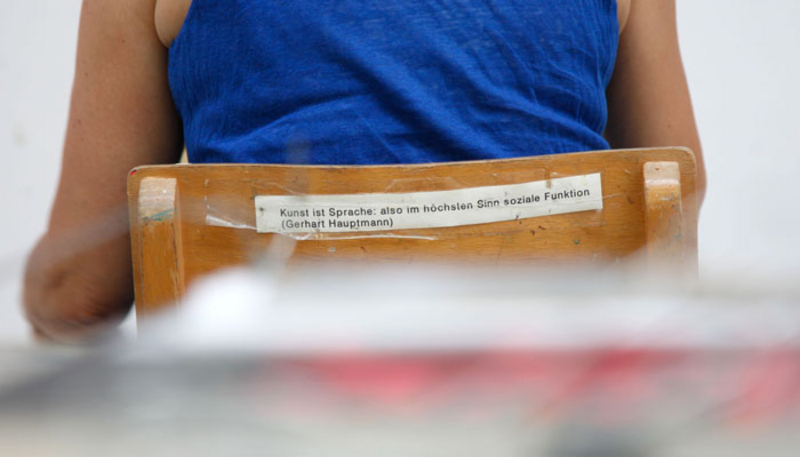 Kunst ist Sprache: also im höchsten Sinn soziale Funktion
(Gerhart Hauptmann)